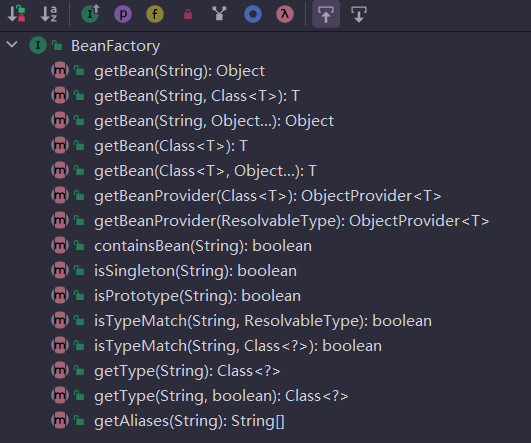 BeanFactory
getBean(String): Object
getBean(String, Class<T>): T
getBean(String, Object...): Object
getBean(Class<T>): T
getBean(Class<T>, Object...): T
getBeanProvider(Class<T>): ObjectProvider<T>
getBeanProvider(ResolvableType): ObjectProvider<T>
containsBean(String): boolean
isSingleton(String): boolean
isPrototype(String): boolean
isTypeMatch(String, ResolvableType): boolean
isTypeMatch(String, Class<?>): boolean
getType(String): Class<?>
getType(String, boolean): Class<?>
getAliases(String): String[]